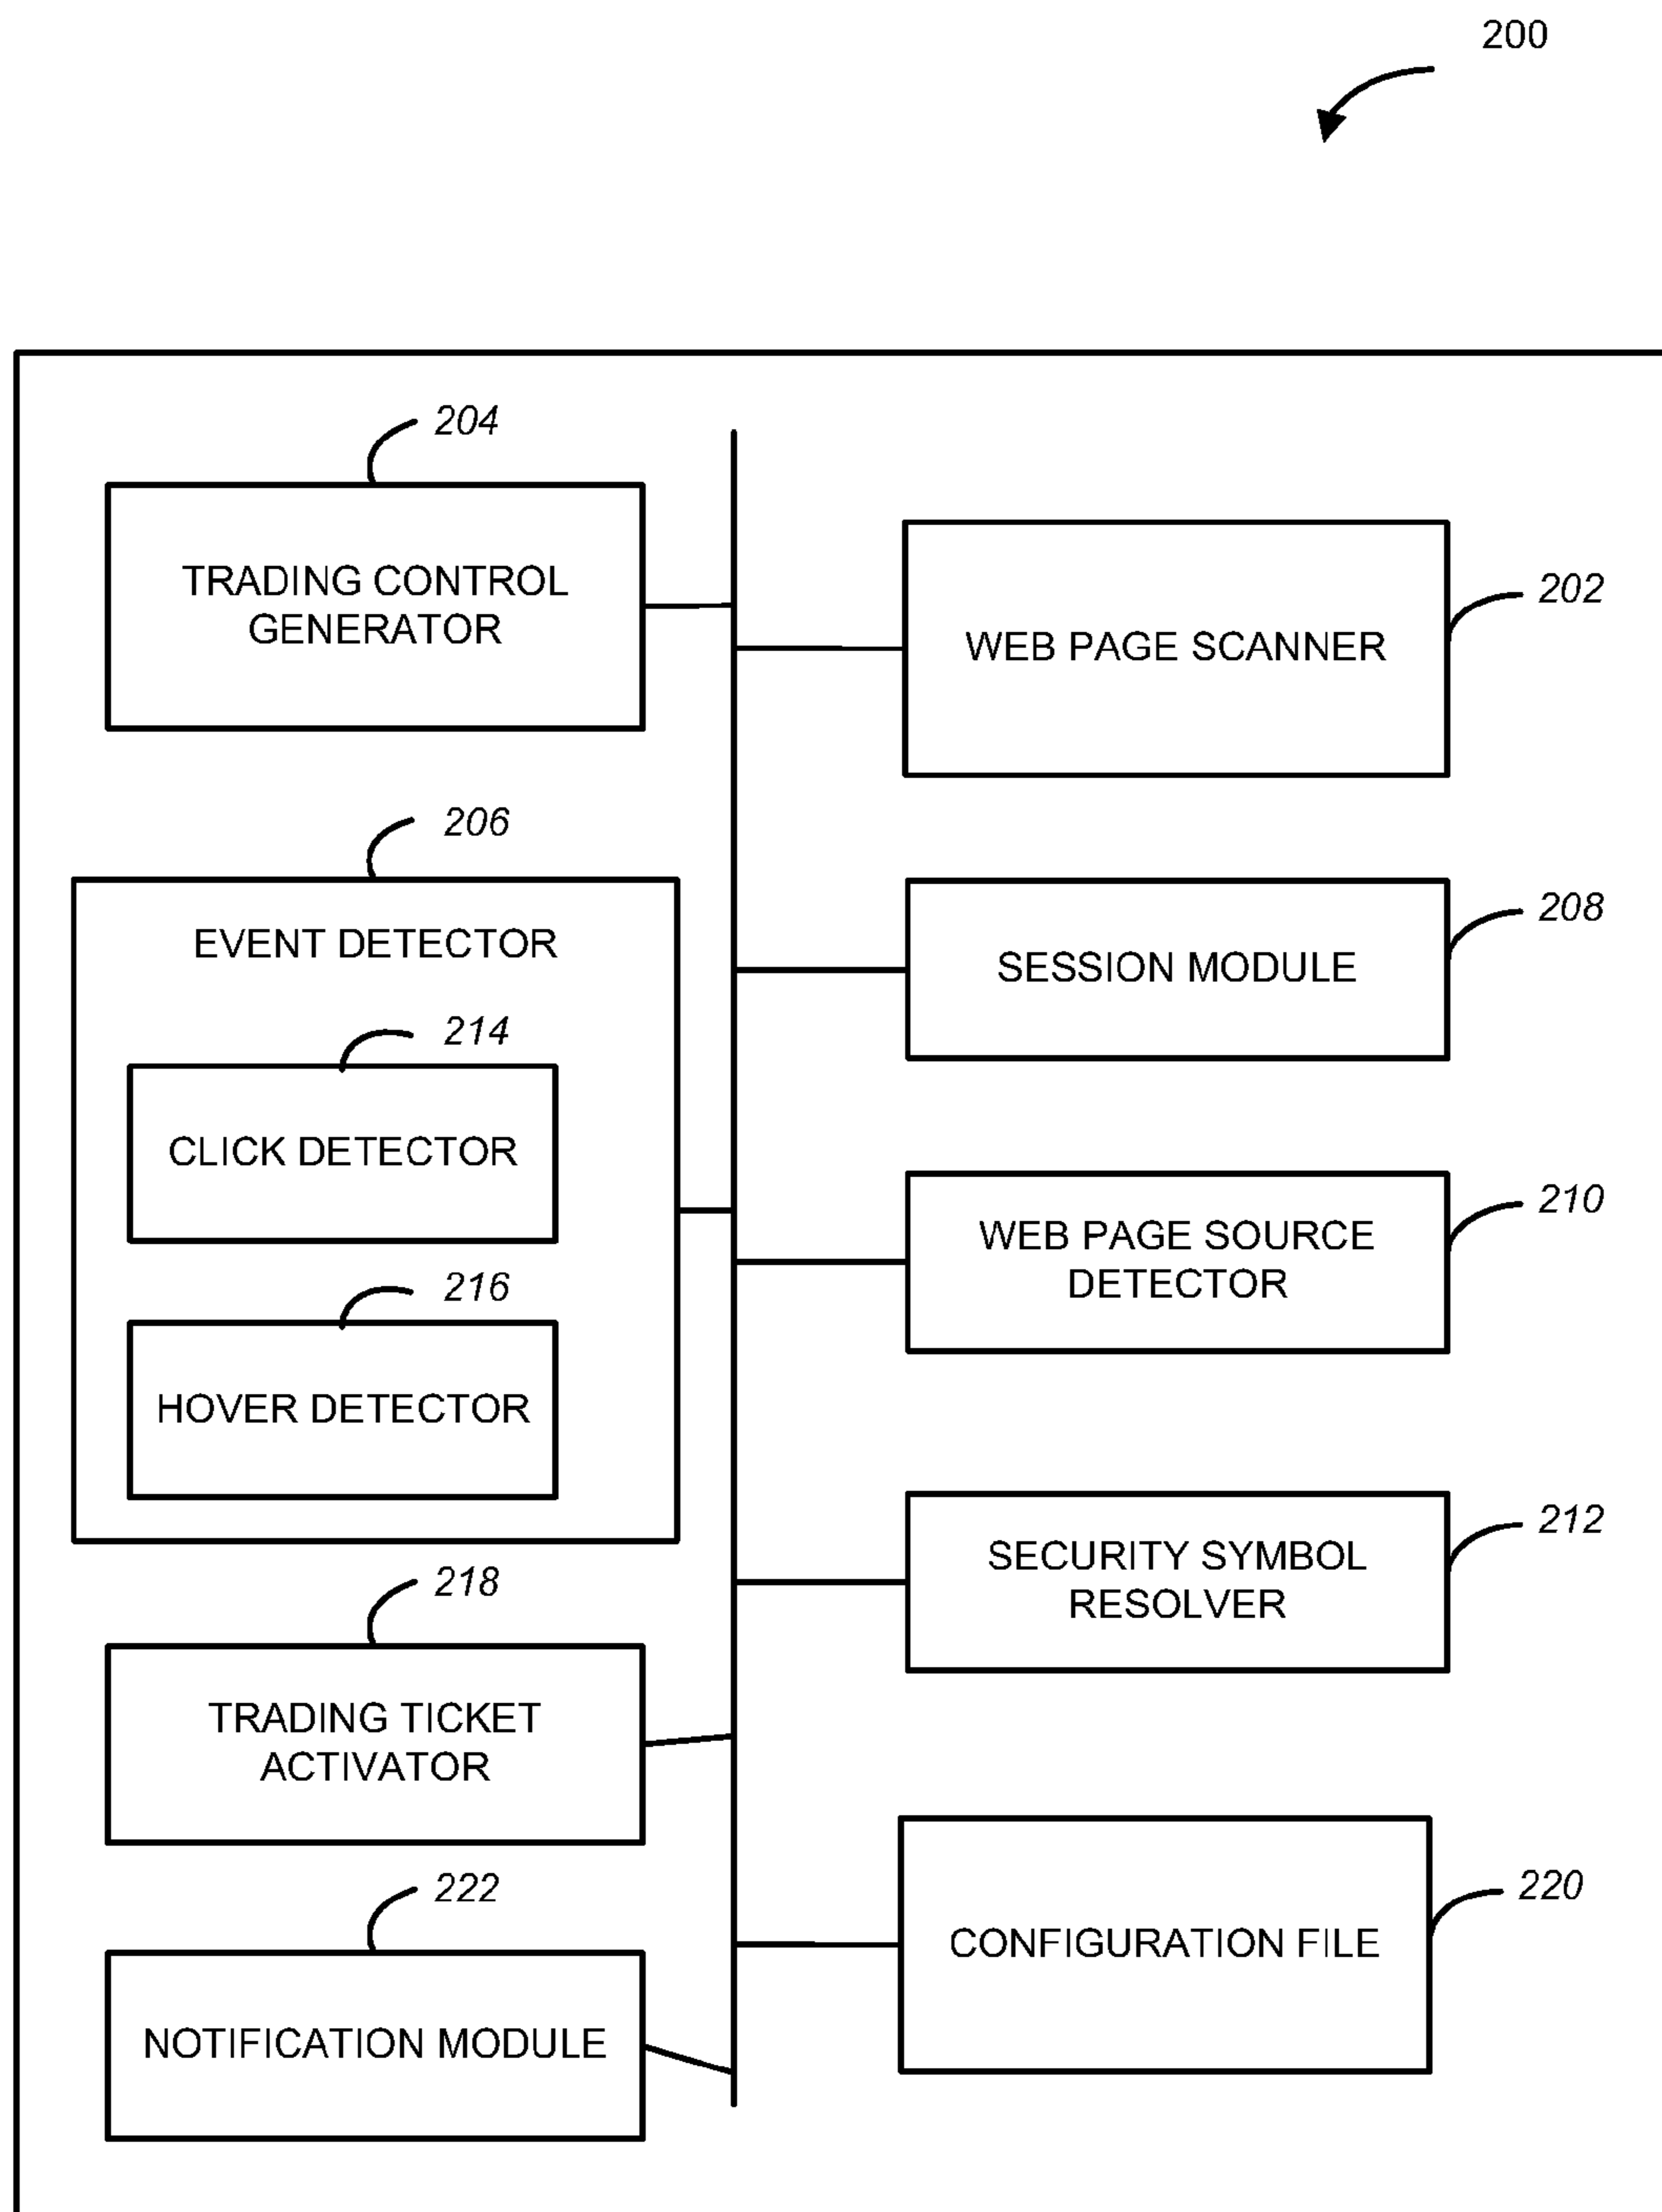 200
204
TRADING CONTROL
GENERATOR
202
WEB PAGE SCANNER
206
EVENT DETECTOR
214
CLICK DETECTOR
216
HOVER DETECTOR
208
SESSION MODULE
210
WEB PAGE SOURCE
DETECTOR
212
SECURITY SYMBOL
RESOLVER
218
TRADING TICKET
ACTIVATOR
220
CONFIGURATION FILE
222
NOTIFICATION MODULE